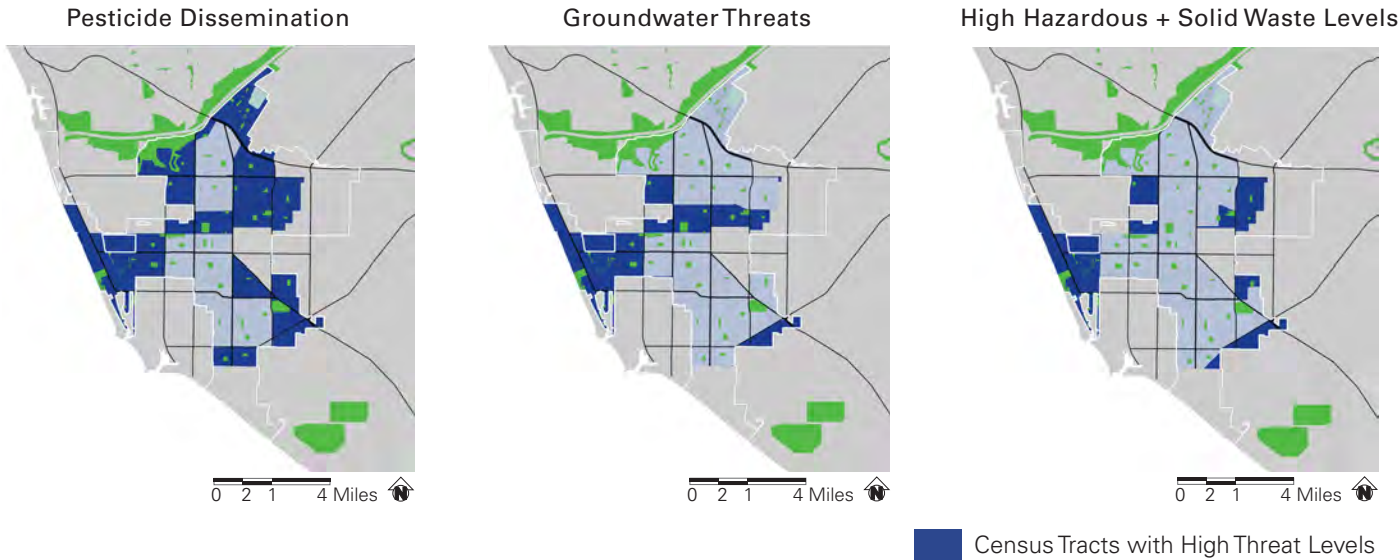 Pesticide Dissemination
Groundwater Threats
High Hazardous + Solid Waste Levels
0 2 1 4 Miles N
0 2 1 4 Miles N
0 2 1 4 Miles N
Census Tracts with High Threat Levels